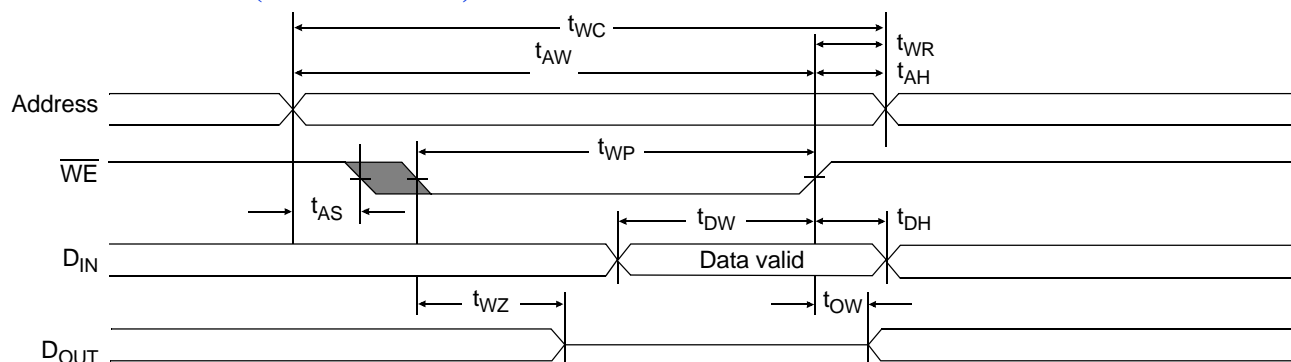 tWC
tWR
tAW
tAH
Address
tWP
WE
tAS
tDW
tDH
DIN
Data valid
tWZ
tOW
DOUT